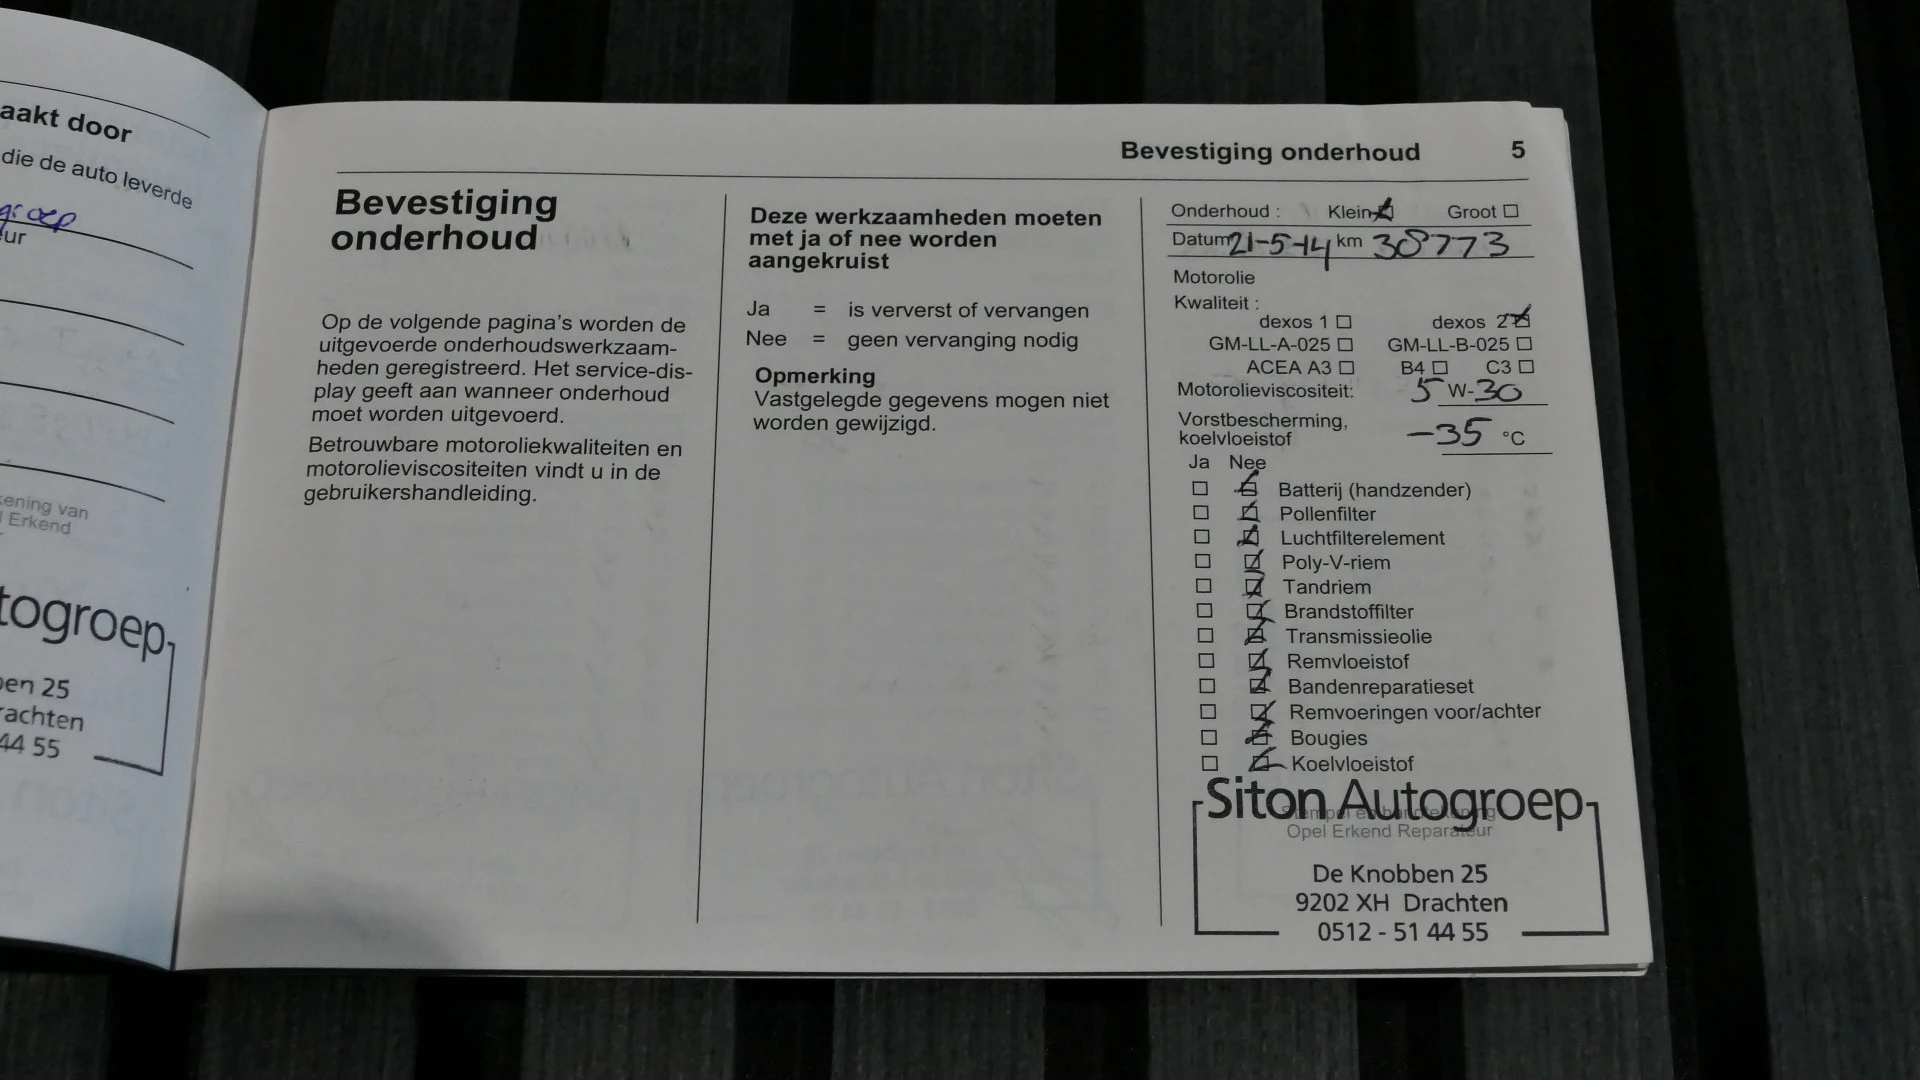 aakt door
die de auto leverde
groep
eur
kening van
l Erkend
togroep
ben 25
rachten
44 55
Bevestiging onderhoud 5
Bevestiging
onderhoud
Op de volgende pagina's worden de
uitgevoerde onderhoudswerkzaam-
heden geregistreerd. Het service-dis-
play geeft aan wanneer onderhoud
moet worden uitgevoerd.
Betrouwbare motoroliekwaliteiten en
motorolieviscositeiten vindt u in de
gebruikershandleiding.
Deze werkzaamheden moeten
met ja of nee worden
aangekruist
Ja = is ververst of vervangen
Nee = geen vervanging nodig
Opmerking
Vastgelegde gegevens mogen niet
worden gewijzigd.
Onderhoud : Klein Groot
Datum 21-5-14 km 38773
Motorolie
Kwaliteit :
dexos 1 dexos 2
GM-LL-A-025 GM-LL-B-025
ACEA A3 B4 C3
Motorolieviscositeit: 5 W-30
Vorstbescherming,
koelvloeistof -35 °C
Ja Nee
Batterij (handzender)
Pollenfilter
Luchtfilterelement
Poly-V-riem
Tandriem
Brandstoffilter
Transmissieolie
Remvloeistof
Bandenreparatieset
Remvoeringen voor/achter
Bougies
Koelvloeistof
Siton Autogroep
Stempel en handtekening
Opel Erkend Reparateur
De Knobben 25
9202 XH Drachten
0512 - 51 44 55